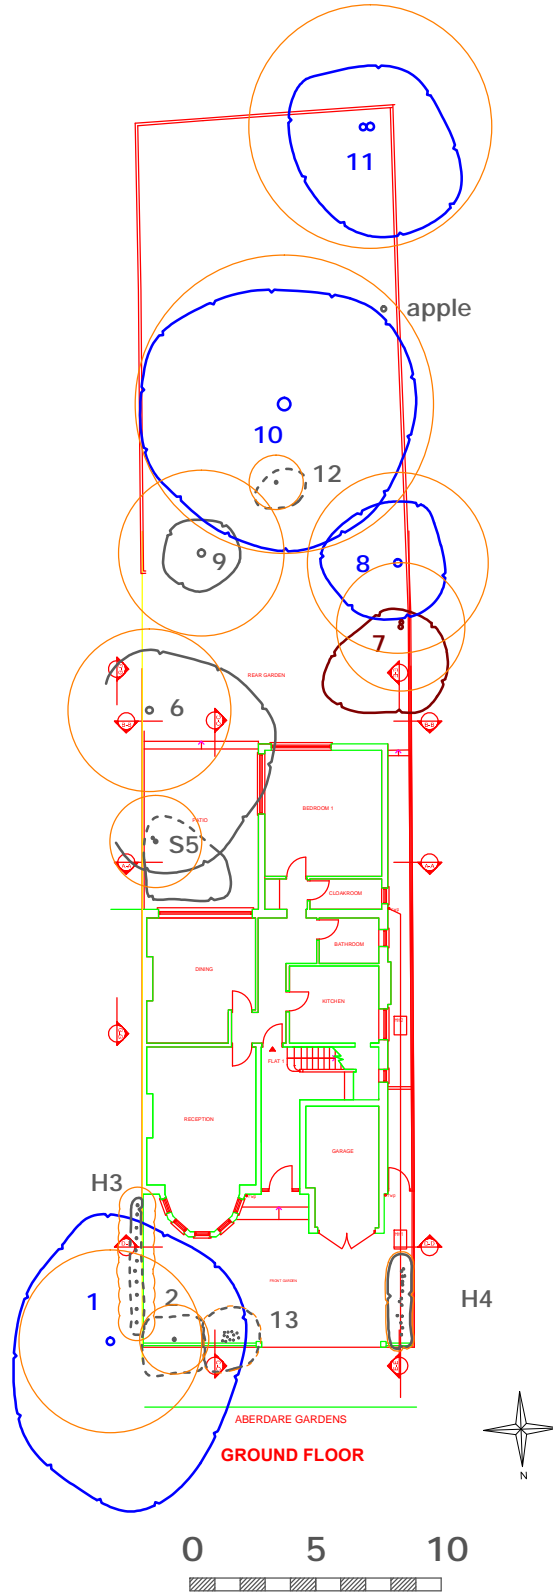 11
apple
10
12
9
8
7
REAR GARDEN
6
B-B
B-B
BEDROOM 1
PATIO
S5
A-A
A-A
CLOAKROOM
BATHROOM
DINING
KITCHEN
FLAT 1
RECEPTION
GARAGE
H3
1
2
13
FRONT GARDEN
H4
ABERDARE GARDENS
GROUND FLOOR
N
0 5 10